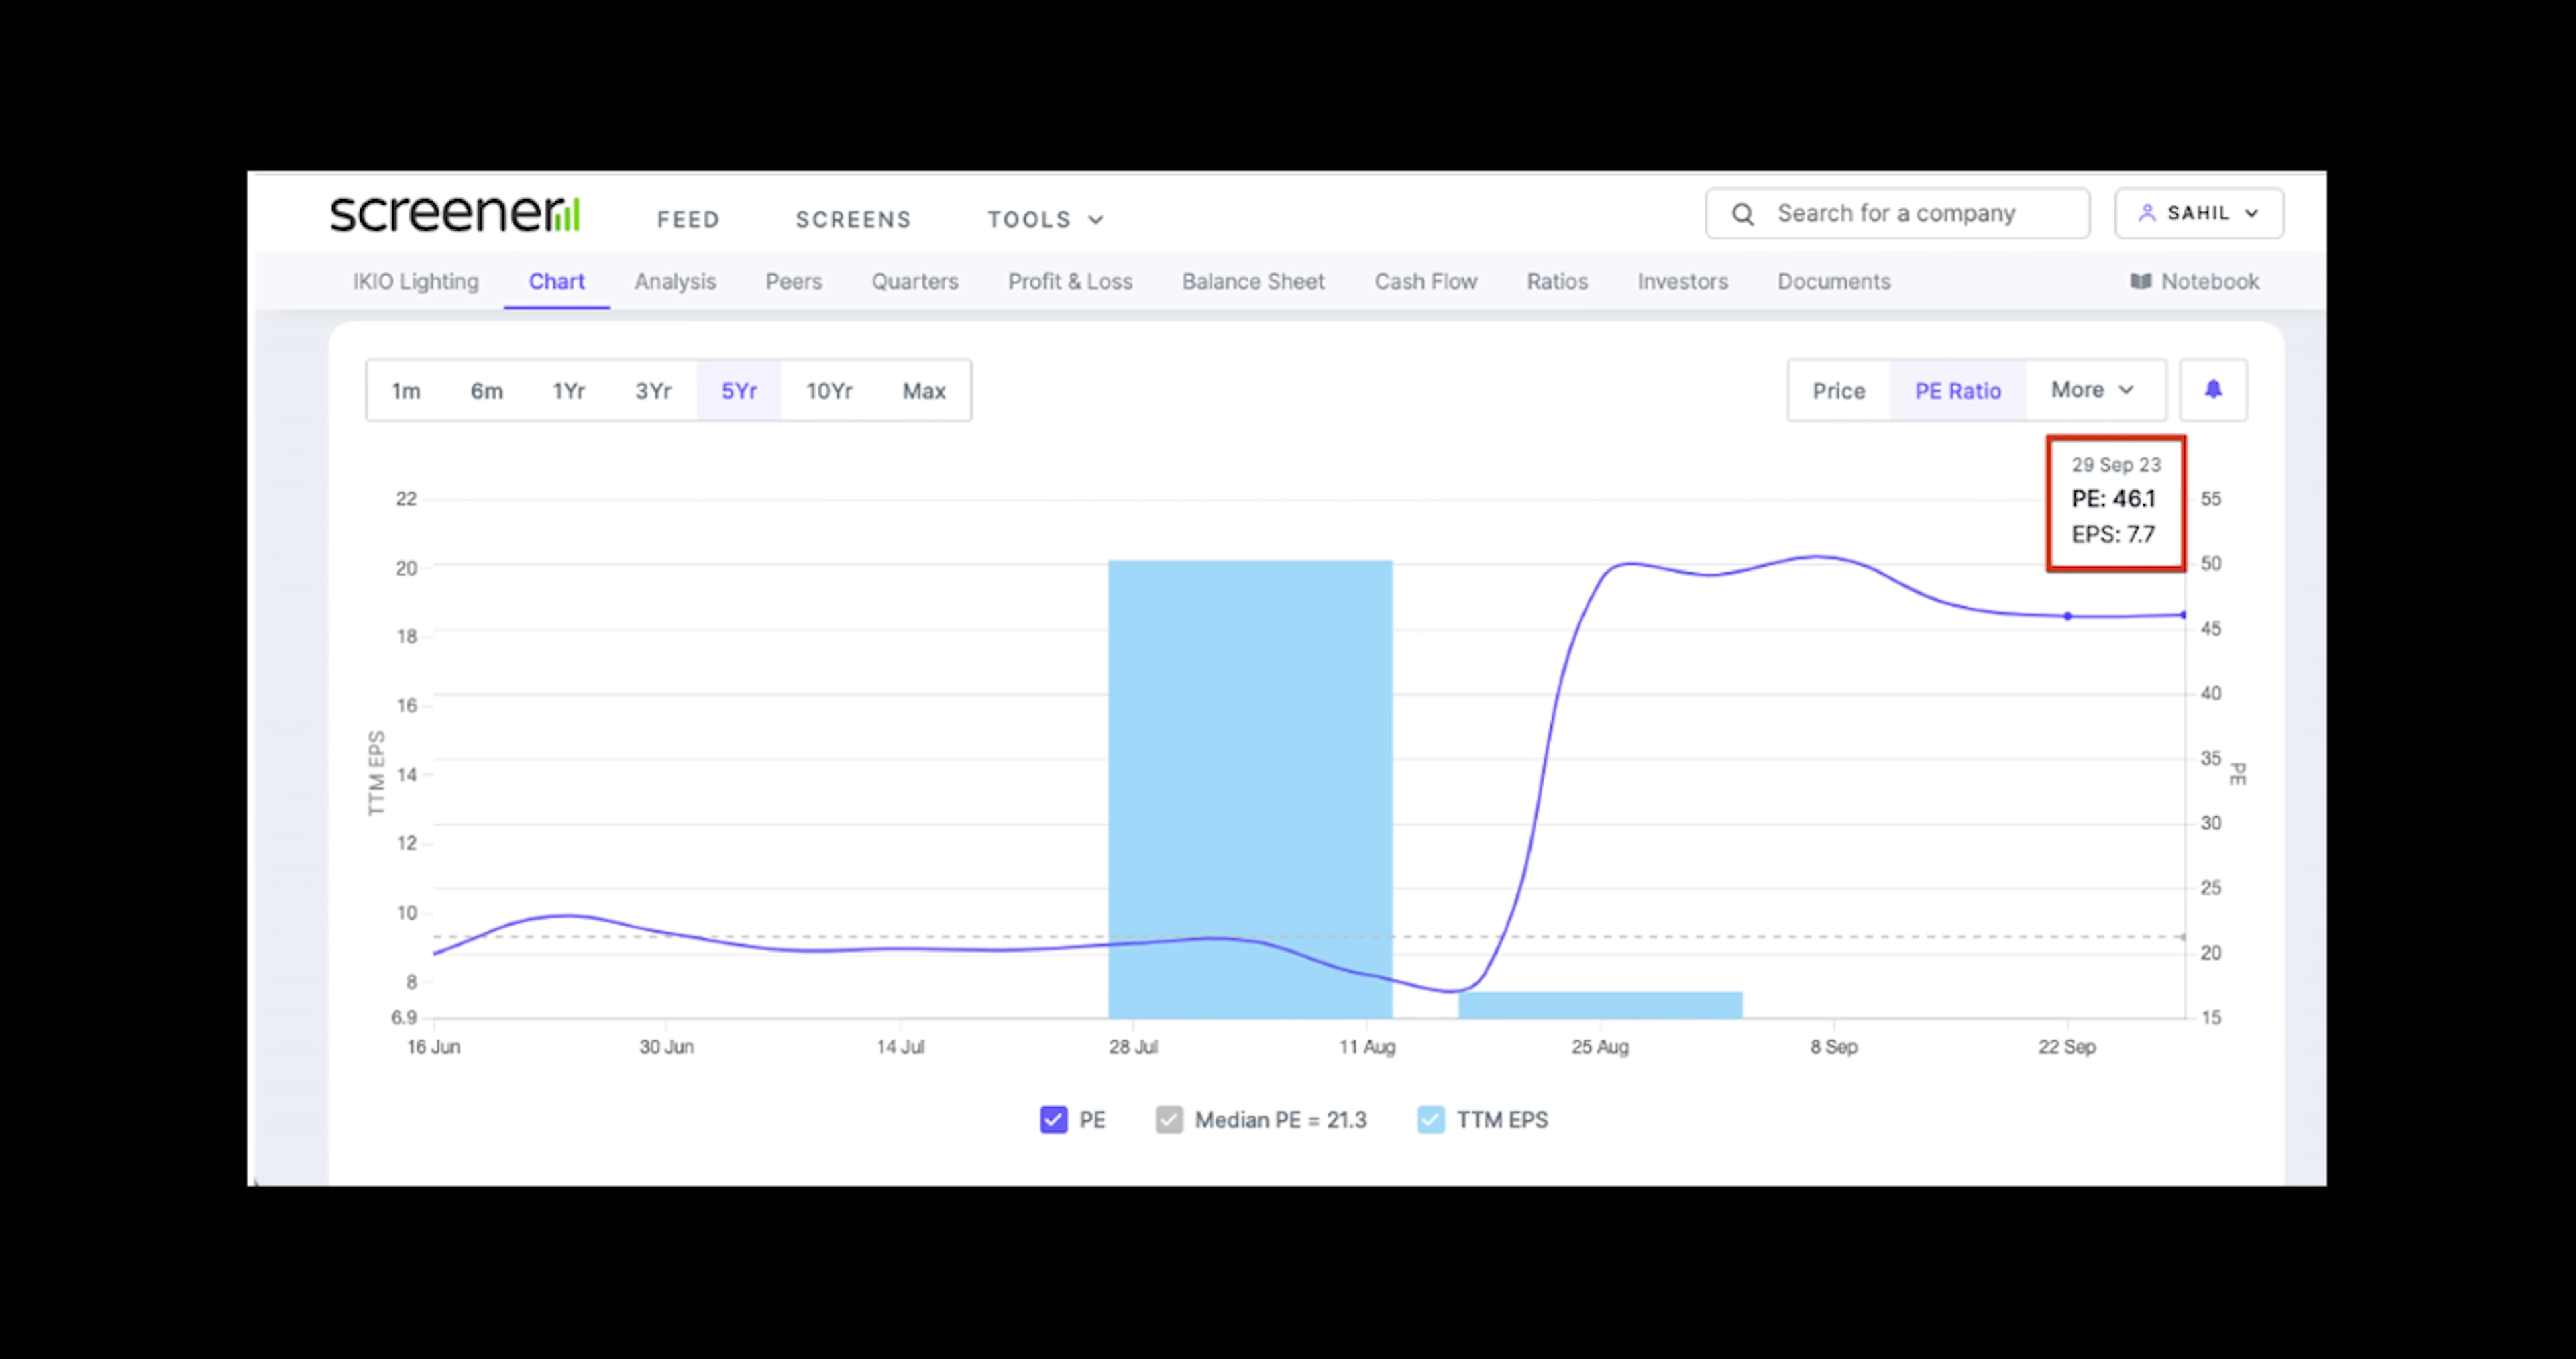 screener
FEED SCREENS TOOLS
Search for a company
SAHIL
IKIO Lighting Chart Analysis Peers Quarters Profit & Loss Balance Sheet Cash Flow Ratios Investors Documents Notebook
1m 6m 1Yr 3Yr 5Yr 10Yr Max
Price PE Ratio More
29 Sep 23
PE: 46.1
EPS: 7.7
22
20
18
16
14
12
10
8
6.9
TTM EPS
55
50
45
40
35
30
25
20
15
PE
16 Jun 30 Jun 14 Jul 28 Jul 11 Aug 25 Aug 8 Sep 22 Sep
PE Median PE = 21.3 TTM EPS